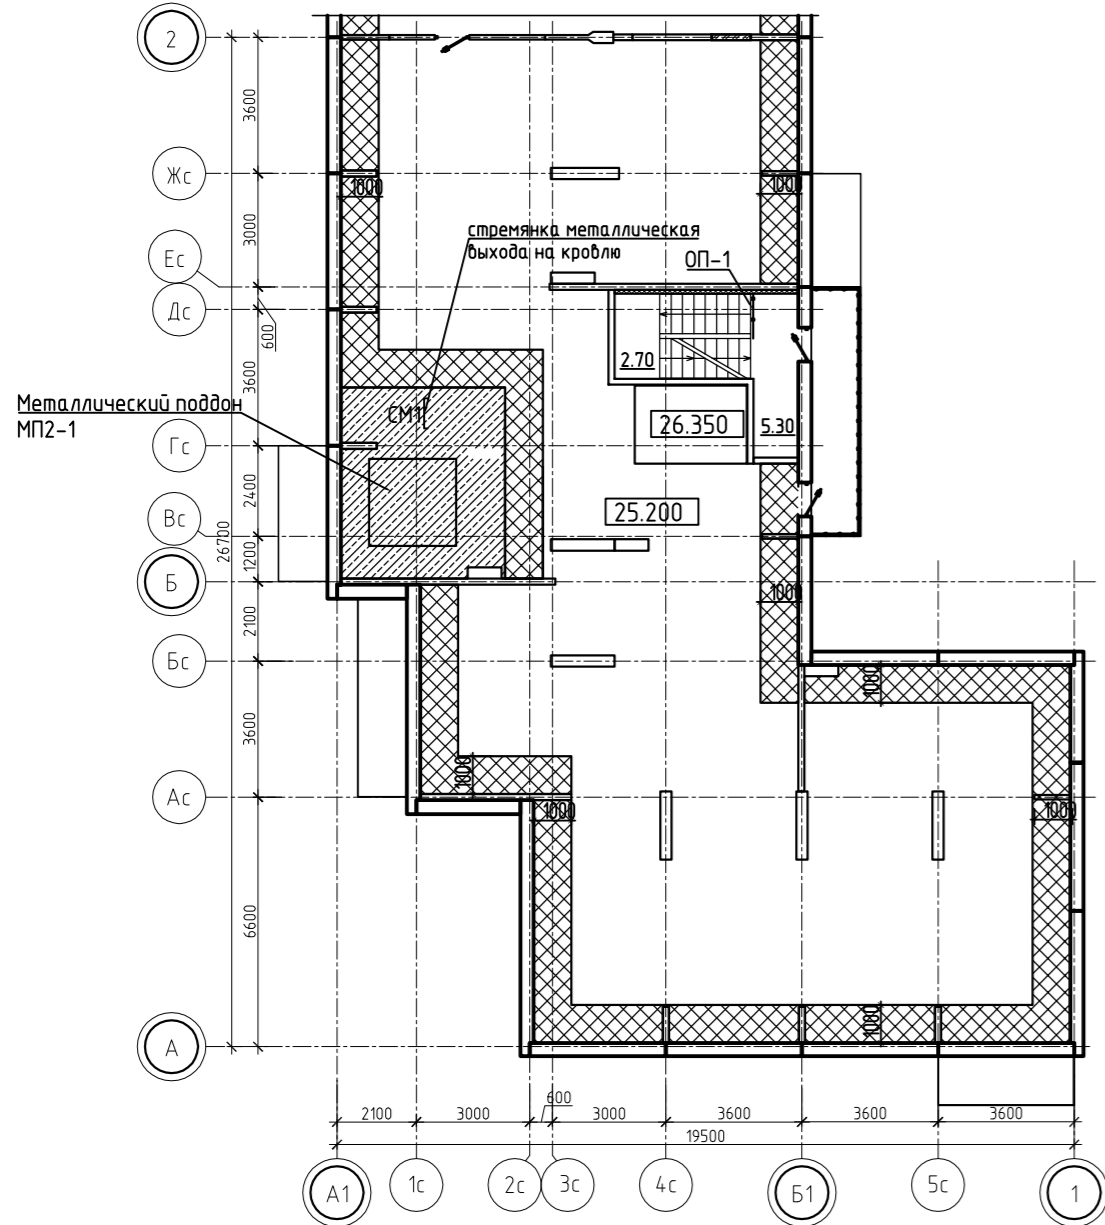 2
3600
Жс
1000
1000
3000
стремянка металлическая
выхода на кровлю
ОП-1
Ес
Дс
600
2.70
3600
Металлический поддон
МП2-1
СМ1
26.350
5.30
Гс
2400
25.200
Вс
26700
1200
Б
1000
2100
Бс
1000
3600
1000
Ас
1000
1000
6600
1000
А
2100
3000
600
3000
3600
3600
3600
19500
А1
1с
2с
3с
4с
Б1
5с
1